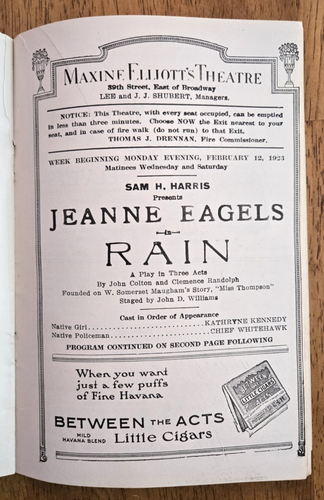 MAXINE ELLIOTT'S THEATRE
39th Street, East of Broadway
LEE and J. J. SHUBERT, Managers.
NOTICE: This Theatre, with every seat occupied, can be emptied
in less than three minutes. Choose NOW the Exit nearest to your
seat, and in case of fire walk (do not run) to that Exit.
THOMAS J. DRENNAN, Fire Commissioner.
WEEK BEGINNING MONDAY EVENING, FEBRUARY 12, 1923
Matinees Wednesday and Saturday
SAM H. HARRIS
Presents
JEANNE EAGELS
in
RAIN
A Play in Three Acts
By John Colton and Clemence Randolph
Founded on W. Somerset Maugham's Story, "Miss Thompson"
Staged by John D. Williams
Cast in Order of Appearance
Native Girl KATHRYNE KENNEDY
Native Policeman CHIEF WHITEHAWK
PROGRAM CONTINUED ON SECOND PAGE FOLLOWING
When you want
just a few puffs
of Fine Havana
BETWEEN THE ACTS
MILD
HAVANA BLEND
Little Cigars